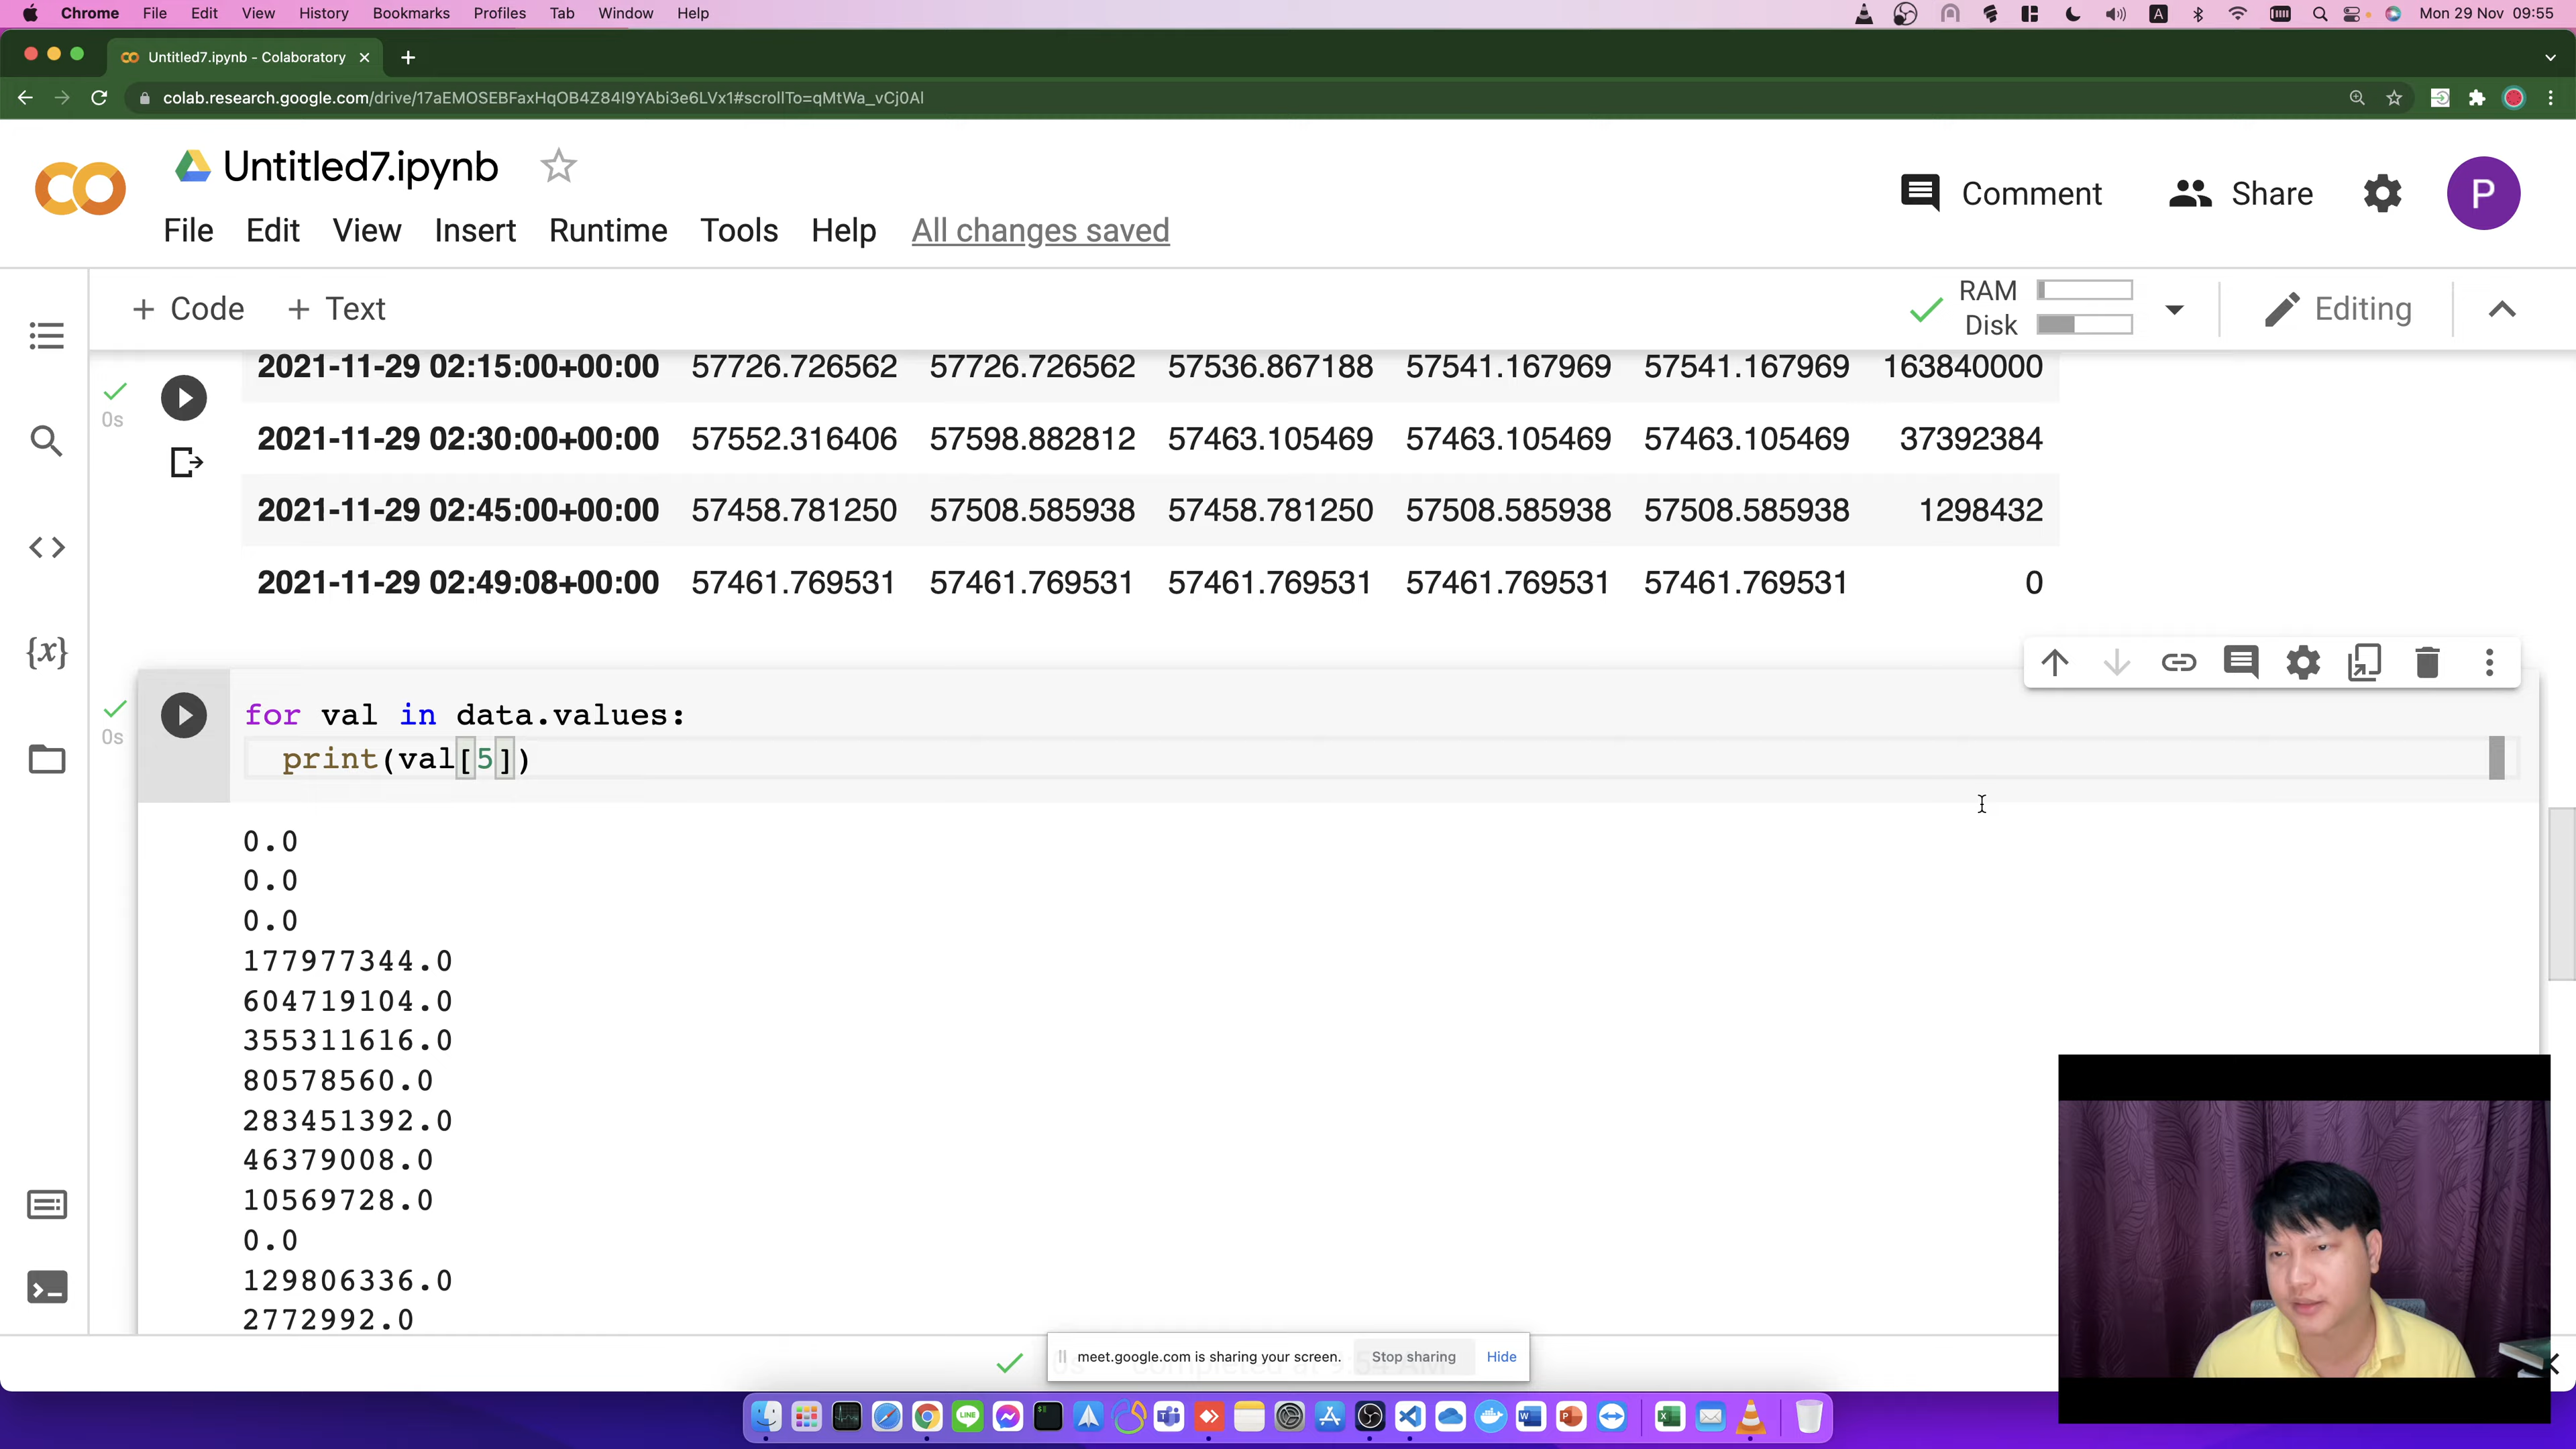 Chrome File Edit View History Bookmarks Profiles Tab Window Help A Mon 29 Nov 09:55
Untitled7.ipynb - Colaboratory
colab.research.google.com/drive/17aEMOSEBFaxHqOB4Z84I9YAbi3e6LVx1#scrollTo=qMtWa_vCj0Al
Untitled7.ipynb
Comment Share P
File Edit View Insert Runtime Tools Help All changes saved
+ Code + Text RAM Disk Editing
2021-11-29 02:15:00+00:00 57726.726562 57726.726562 57536.867188 57541.167969 57541.167969 163840000
0s
2021-11-29 02:30:00+00:00 57552.316406 57598.882812 57463.105469 57463.105469 57463.105469 37392384
2021-11-29 02:45:00+00:00 57458.781250 57508.585938 57458.781250 57508.585938 57508.585938 1298432
2021-11-29 02:49:08+00:00 57461.769531 57461.769531 57461.769531 57461.769531 57461.769531 0
{x}
for val in data.values:
0s
print(val[5])
0.0
0.0
0.0
177977344.0
604719104.0
355311616.0
80578560.0
283451392.0
46379008.0
10569728.0
0.0
129806336.0
2772992.0
meet.google.com is sharing your screen. Stop sharing Hide
LINE